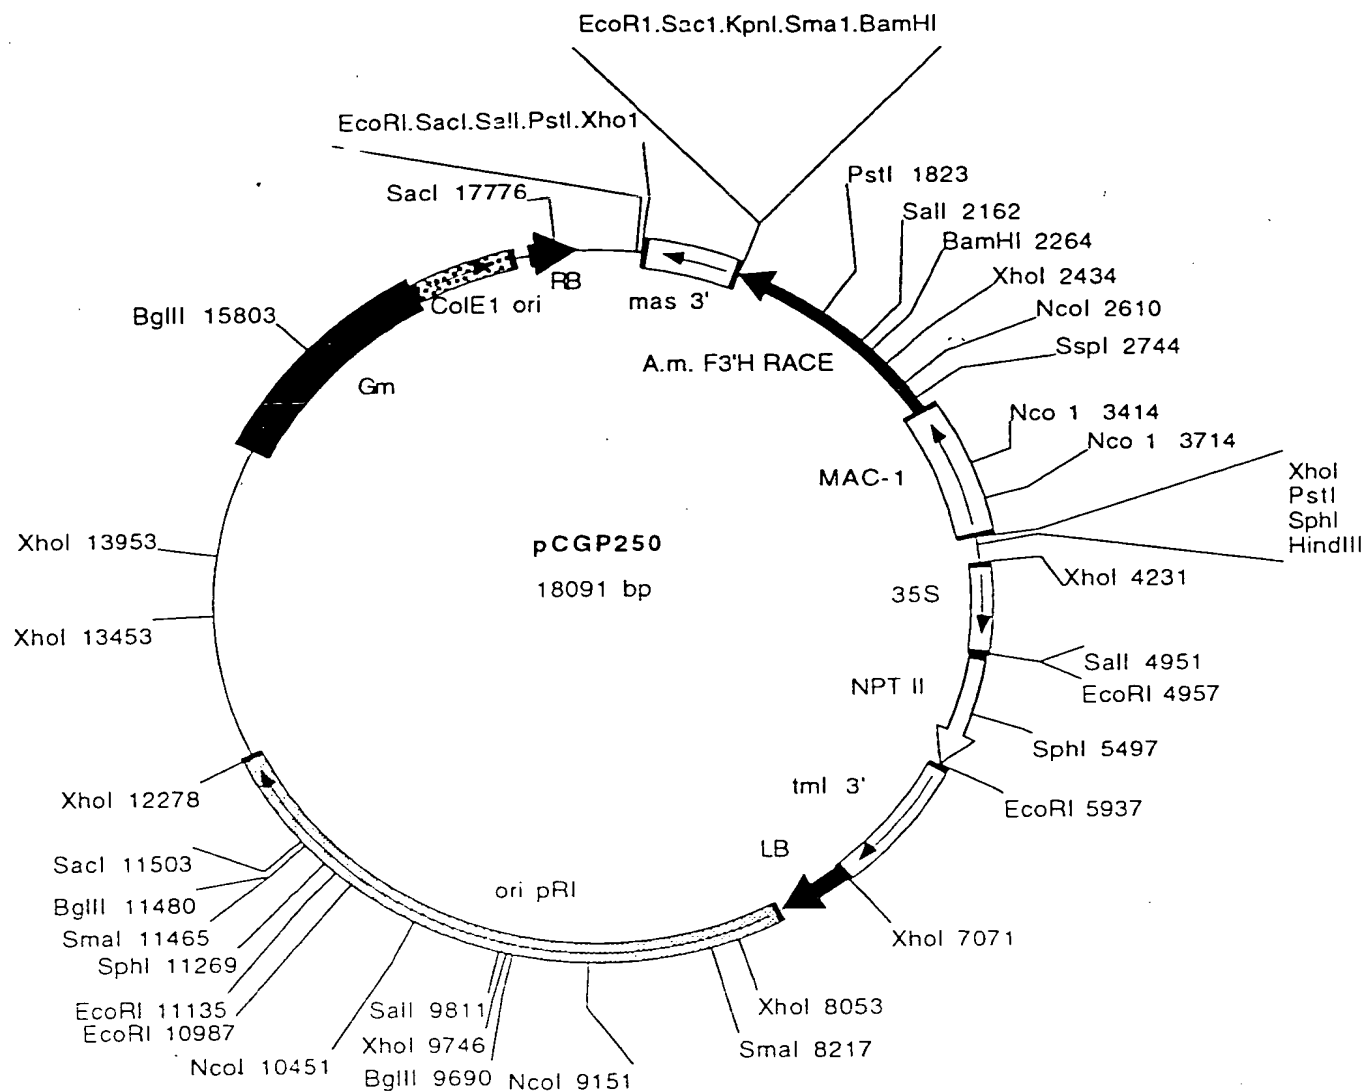 EcoR1.Sac1.KpnI.Sma1.BamHI
EcoRI.SacI.SalI.PstI.Xho1
SacI 17776
PstI 1823
SalI 2162
BamHI 2264
XhoI 2434
NcoI 2610
SspI 2744
Nco 1 3414
Nco 1 3714
XhoI
PstI
SphI
HindIII
XhoI 4231
SalI 4951
EcoRI 4957
SphI 5497
EcoRI 5937
XhoI 7071
XhoI 8053
SmaI 8217
NcoI 9151
BglII 9690
XhoI 9746
SalI 9811
NcoI 10451
EcoRI 10987
EcoRI 11135
SphI 11269
SmaI 11465
BglII 11480
SacI 11503
XhoI 12278
XhoI 13453
XhoI 13953
BglII 15803
Gm
ColE1 ori
RB
mas 3'
A.m. F3'H RACE
MAC-1
35S
NPT II
tml 3'
LB
ori pRI
pCGP250
18091 bp